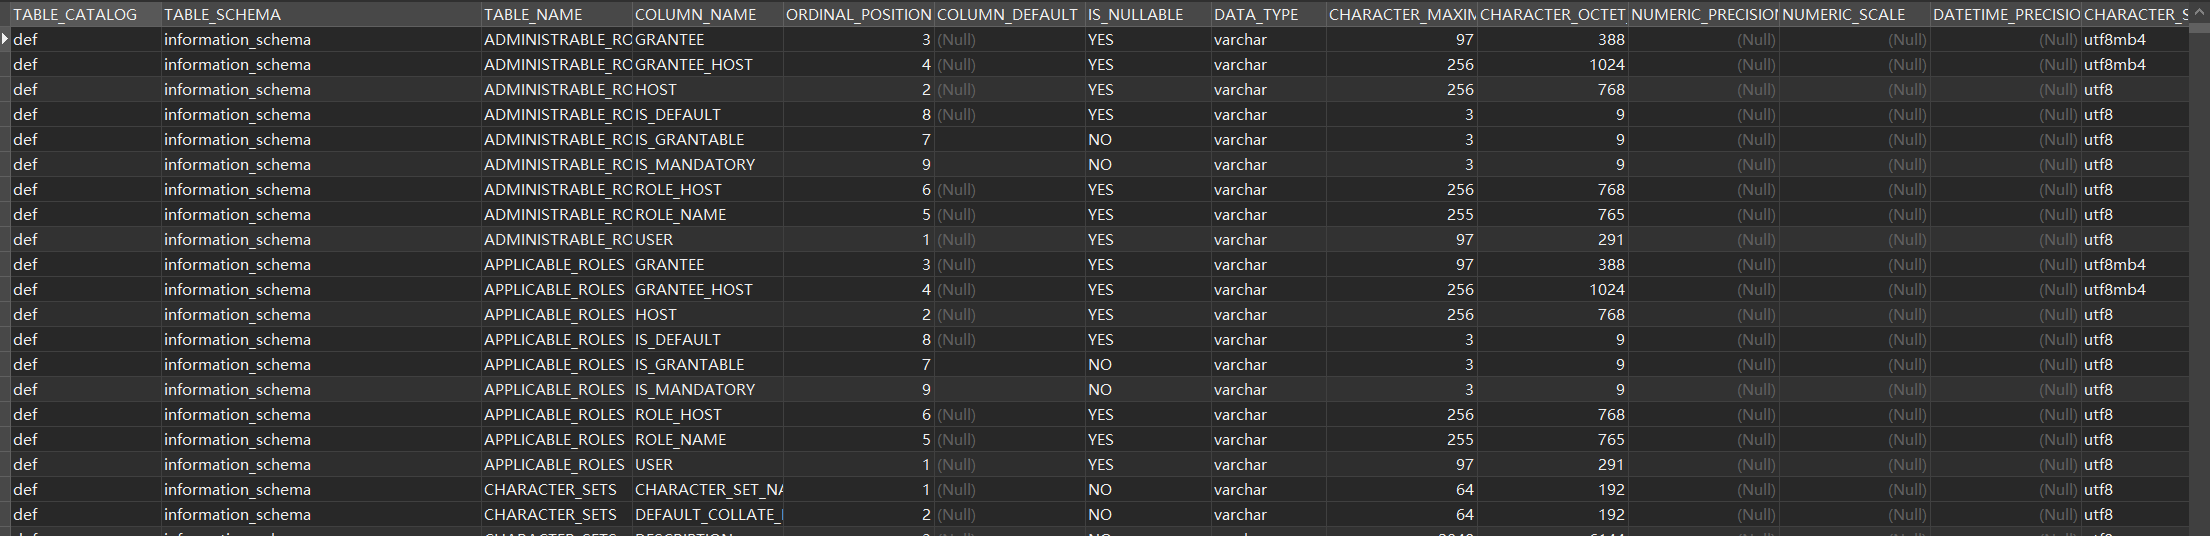 TABLE_CATALOG TABLE_SCHEMA TABLE_NAME COLUMN_NAME ORDINAL_POSITION COLUMN_DEFAULT IS_NULLABLE DATA_TYPE CHARACTER_MAXIM CHARACTER_OCTET_ NUMERIC_PRECISION NUMERIC_SCALE DATETIME_PRECISIO CHARACTER_S
def information_schema ADMINISTRABLE_RO GRANTEE 3 (Null) YES varchar 97 388 (Null) (Null) (Null) utf8mb4
def information_schema ADMINISTRABLE_RO GRANTEE_HOST 4 (Null) YES varchar 256 1024 (Null) (Null) (Null) utf8mb4
def information_schema ADMINISTRABLE_RO HOST 2 (Null) YES varchar 256 768 (Null) (Null) (Null) utf8
def information_schema ADMINISTRABLE_RO IS_DEFAULT 8 (Null) YES varchar 3 9 (Null) (Null) (Null) utf8
def information_schema ADMINISTRABLE_RO IS_GRANTABLE 7 NO varchar 3 9 (Null) (Null) (Null) utf8
def information_schema ADMINISTRABLE_RO IS_MANDATORY 9 NO varchar 3 9 (Null) (Null) (Null) utf8
def information_schema ADMINISTRABLE_RO ROLE_HOST 6 (Null) YES varchar 256 768 (Null) (Null) (Null) utf8
def information_schema ADMINISTRABLE_RO ROLE_NAME 5 (Null) YES varchar 255 765 (Null) (Null) (Null) utf8
def information_schema ADMINISTRABLE_RO USER 1 (Null) YES varchar 97 291 (Null) (Null) (Null) utf8
def information_schema APPLICABLE_ROLES GRANTEE 3 (Null) YES varchar 97 388 (Null) (Null) (Null) utf8mb4
def information_schema APPLICABLE_ROLES GRANTEE_HOST 4 (Null) YES varchar 256 1024 (Null) (Null) (Null) utf8mb4
def information_schema APPLICABLE_ROLES HOST 2 (Null) YES varchar 256 768 (Null) (Null) (Null) utf8
def information_schema APPLICABLE_ROLES IS_DEFAULT 8 (Null) YES varchar 3 9 (Null) (Null) (Null) utf8
def information_schema APPLICABLE_ROLES IS_GRANTABLE 7 NO varchar 3 9 (Null) (Null) (Null) utf8
def information_schema APPLICABLE_ROLES IS_MANDATORY 9 NO varchar 3 9 (Null) (Null) (Null) utf8
def information_schema APPLICABLE_ROLES ROLE_HOST 6 (Null) YES varchar 256 768 (Null) (Null) (Null) utf8
def information_schema APPLICABLE_ROLES ROLE_NAME 5 (Null) YES varchar 255 765 (Null) (Null) (Null) utf8
def information_schema APPLICABLE_ROLES USER 1 (Null) YES varchar 97 291 (Null) (Null) (Null) utf8
def information_schema CHARACTER_SETS CHARACTER_SET_NA 1 (Null) NO varchar 64 192 (Null) (Null) (Null) utf8
def information_schema CHARACTER_SETS DEFAULT_COLLATE_ 2 (Null) NO varchar 64 192 (Null) (Null) (Null) utf8